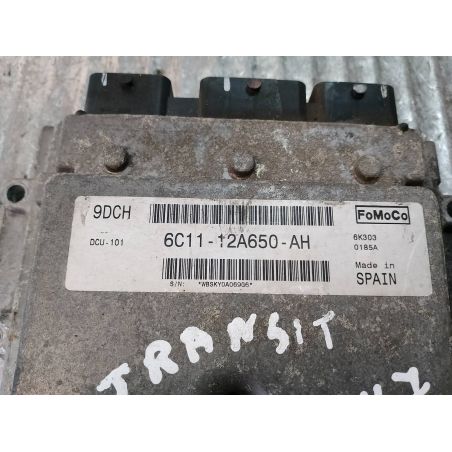 9DCH
FoMoCo
DCU-101
6C11-12A650-AH
6K303
0185A
S/N: *WBSKY0A06906*
Made in
SPAIN
TRANSIT